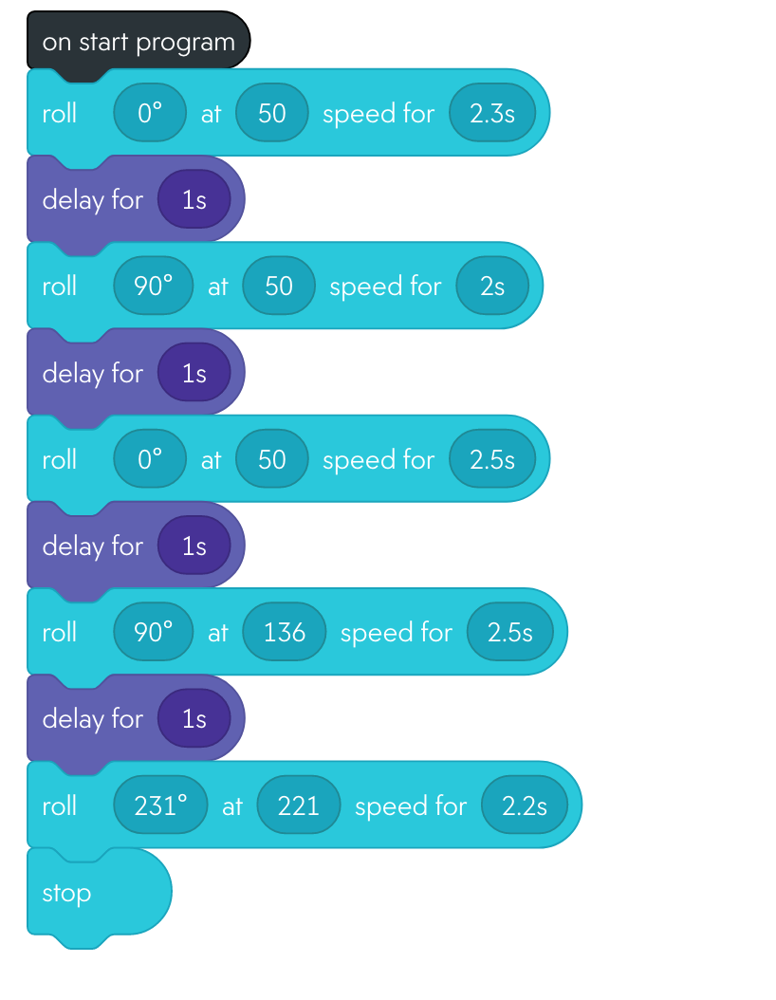 on start program
roll 0° at 50 speed for 2.3s
delay for 1s
roll 90° at 50 speed for 2s
delay for 1s
roll 0° at 50 speed for 2.5s
delay for 1s
roll 90° at 136 speed for 2.5s
delay for 1s
roll 231° at 221 speed for 2.2s
stop